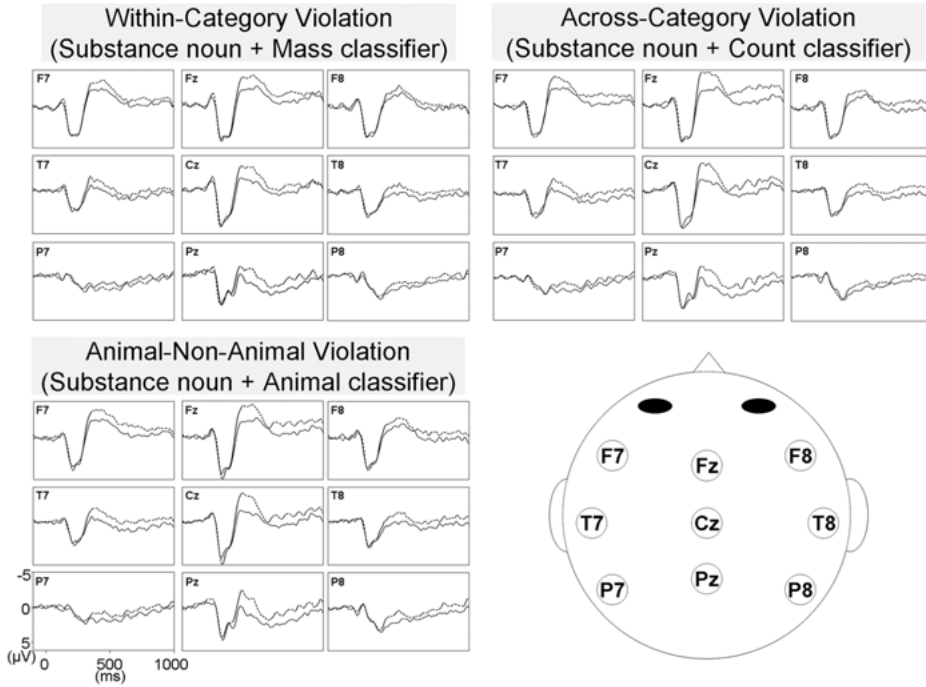 Within-Category Violation
(Substance noun + Mass classifier)
F7 Fz F8
T7 Cz T8
P7 Pz P8
Across-Category Violation
(Substance noun + Count classifier)
F7 Fz F8
T7 Cz T8
P7 Pz P8
Animal-Non-Animal Violation
(Substance noun + Animal classifier)
F7 Fz F8
T7 Cz T8
P7 Pz P8
-5
0
5
(μV)
0 500 1000
(ms)
F7 Fz F8
T7 Cz T8
P7 Pz P8